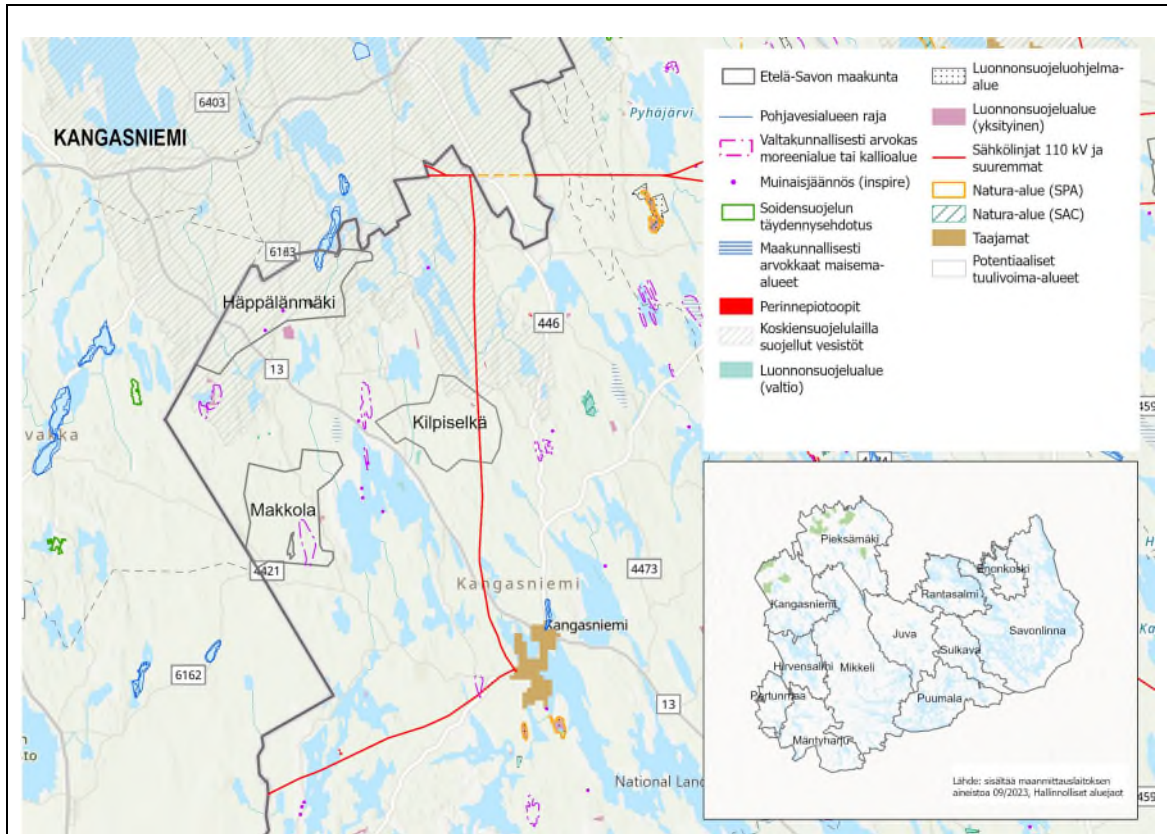 6403
KANGASNIEMI
Pyhäjärvi
6183
Häppälänmäki
446
13
Kilpiselkä
Makkola
4421
Kangasniemi
4473
Kangasniemi
6162
13
National Land
Etelä-Savon maakunta
Pohjavesialueen raja
Valtakunnallisesti arvokas
moreenialue tai kallioalue
Muinaisjäännös (inspire)
Soidensuojelun
täydennysehdotus
Maakunnallisesti
arvokkaat maisema-
alueet
Perinnepiotoopit
Koskiensuojelulailla
suojellut vesistöt
Luonnonsuojelualue
(valtio)
Luonnonsuojeluohjelma-
alue
Luonnonsuojelualue
(yksityinen)
Sähkölinjat 110 kV ja
suuremmat
Natura-alue (SPA)
Natura-alue (SAC)
Taajamat
Potentiaaliset
tuulivoima-alueet
Pieksämäki
Enonkoski
Rantasalmi
Kangasniemi
Savonlinna
Juva
Sulkava
Hirvensalmi
Mikkeli
Pertunmaa
Puumala
Mäntyharju
Lähde: sisältää maanmittauslaitoksen
aineistoa 09/2023, Hallinnolliset aluejaot